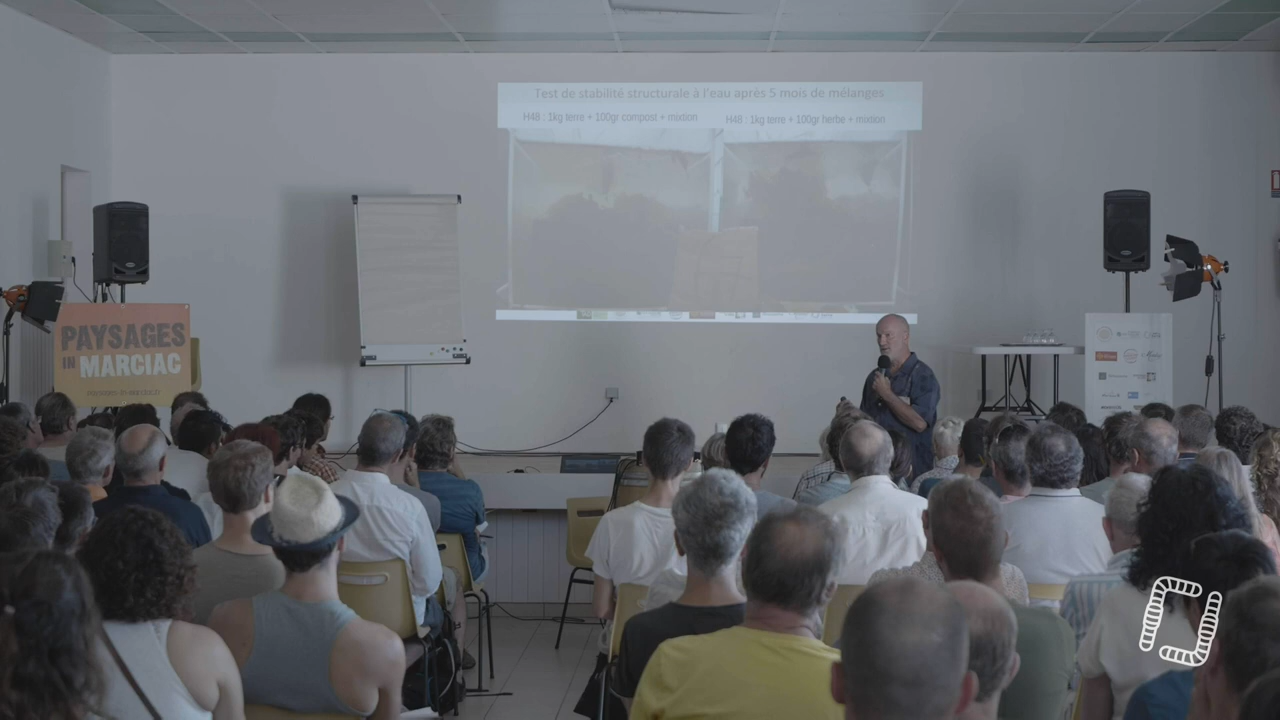 Test de stabilité structurale à l'eau après 5 mois de mélanges
H48 : 1kg terre + 100gr compost + mixtion
H48 : 1kg terre + 100gr herbe + mixtion
PAYSAGES
IN MARCIAC